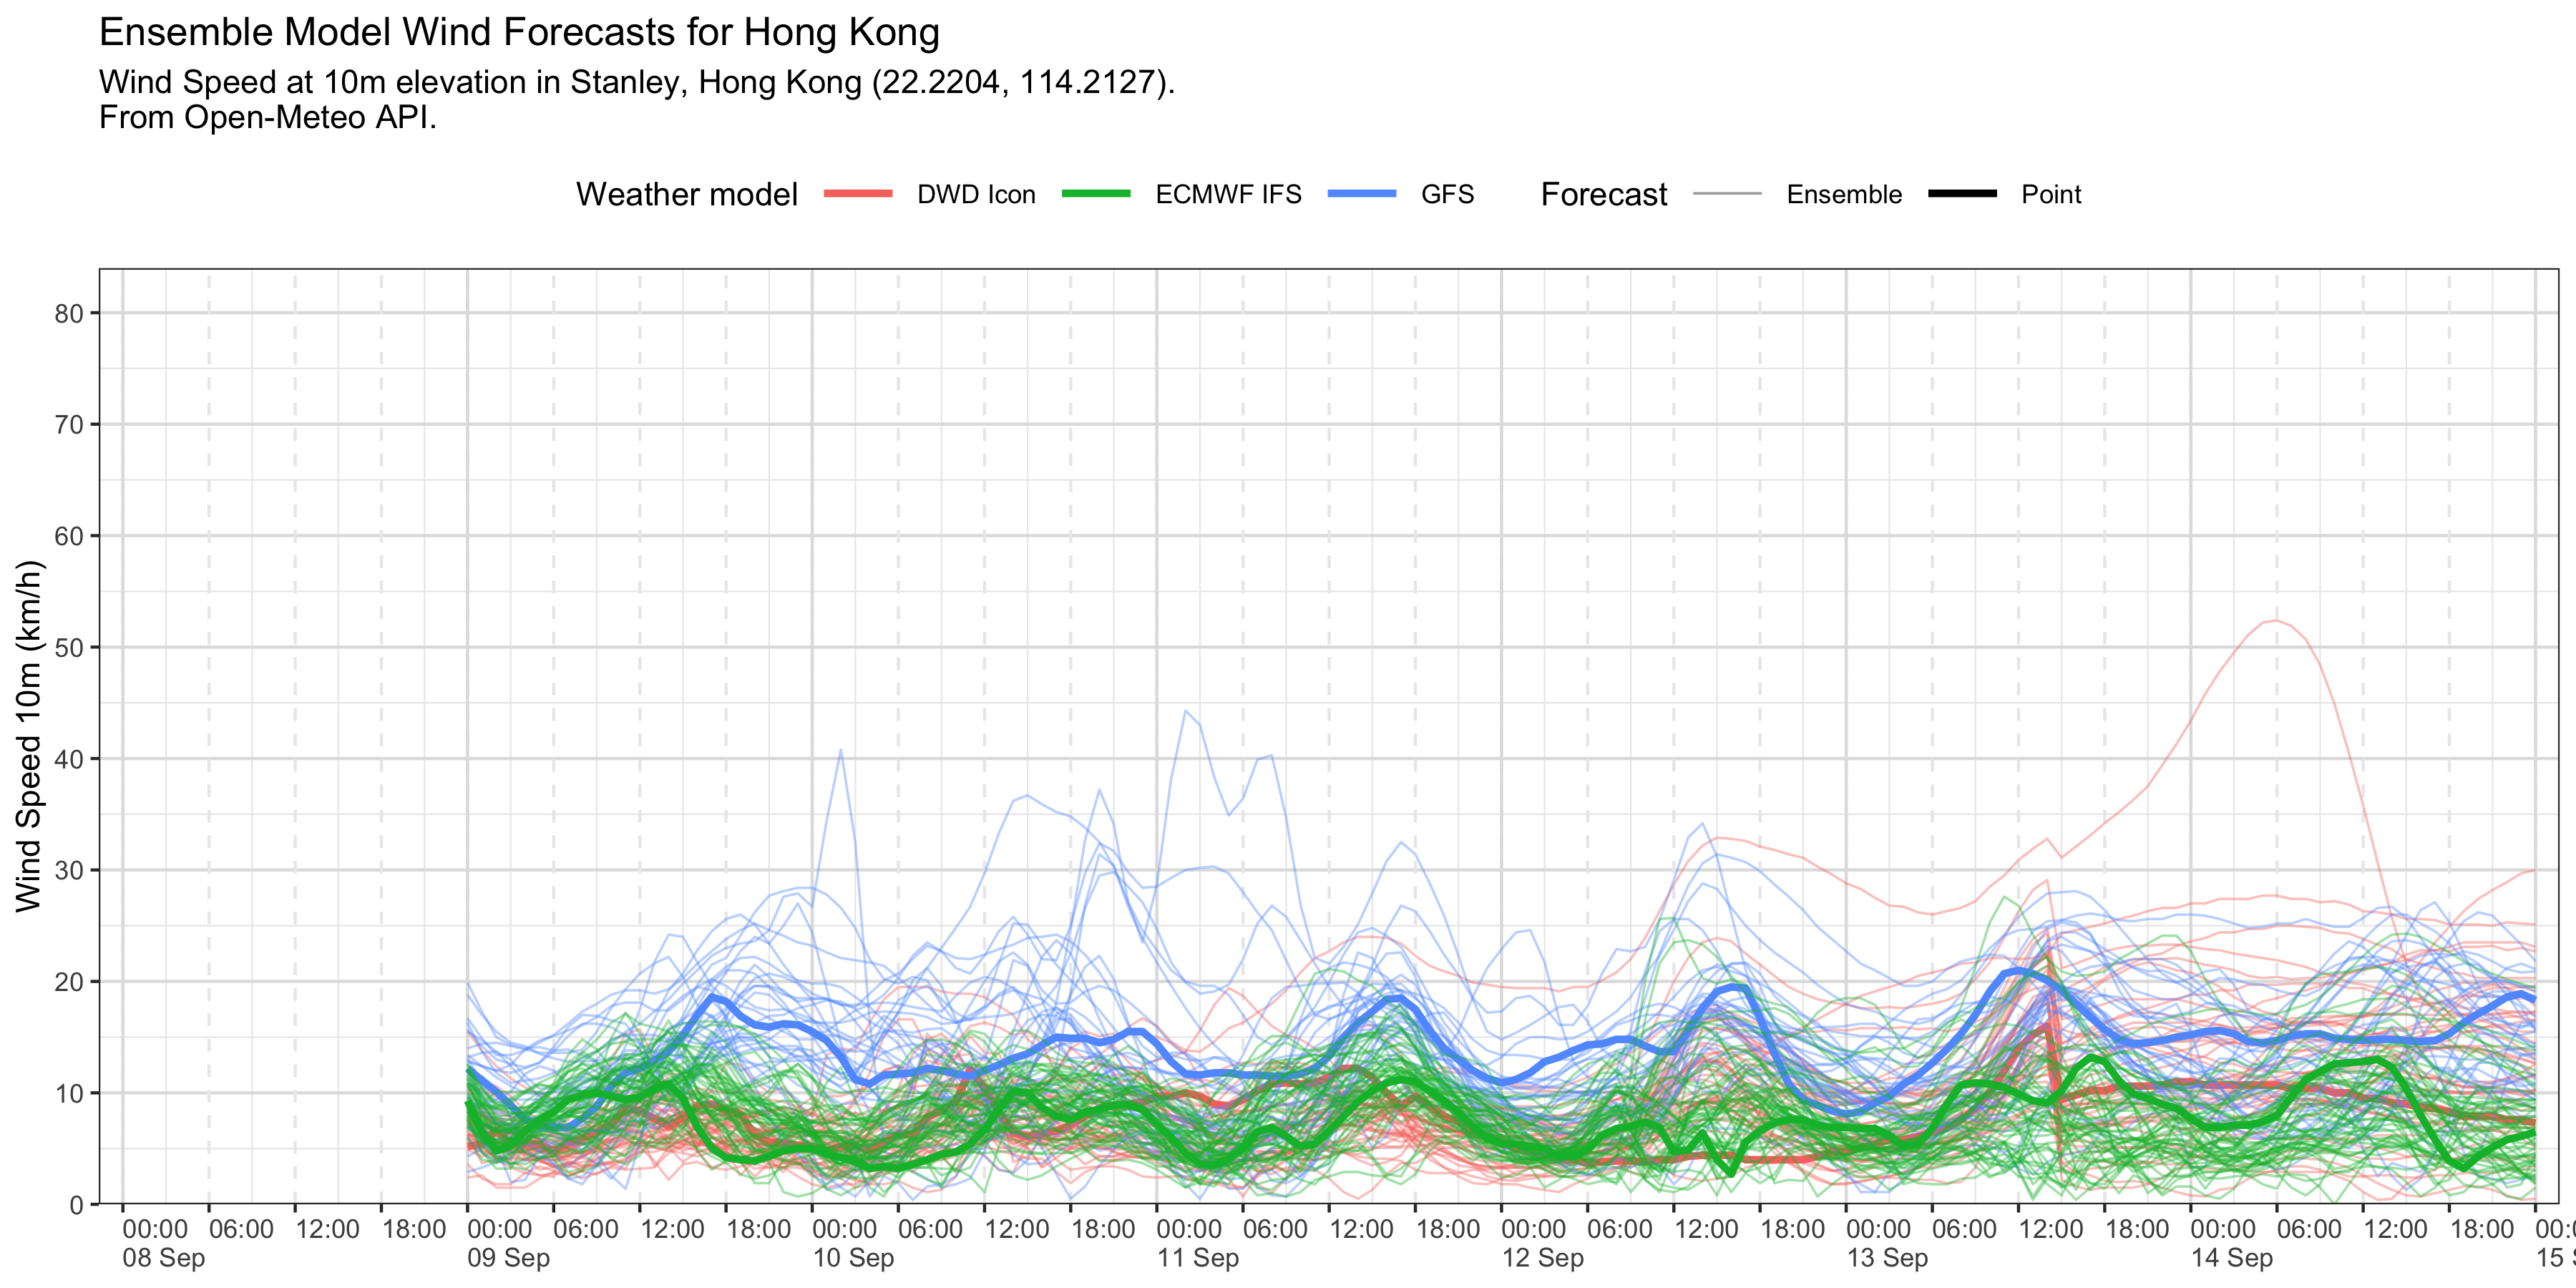 Ensemble Model Wind Forecasts for Hong Kong
Wind Speed at 10m elevation in Stanley, Hong Kong (22.2204, 114.2127).
From Open-Meteo API.
Weather model DWD Icon ECMWF IFS GFS Forecast Ensemble Point
Wind Speed 10m (km/h)
80
70
60
50
40
30
20
10
0
00:00 06:00 12:00 18:00 00:00 06:00 12:00 18:00 00:00 06:00 12:00 18:00 00:00 06:00 12:00 18:00 00:00 06:00 12:00 18:00 00:00 06:00 12:00 18:00 00:00 06:00 12:00 18:00
08 Sep 09 Sep 10 Sep 11 Sep 12 Sep 13 Sep 14 Sep 15